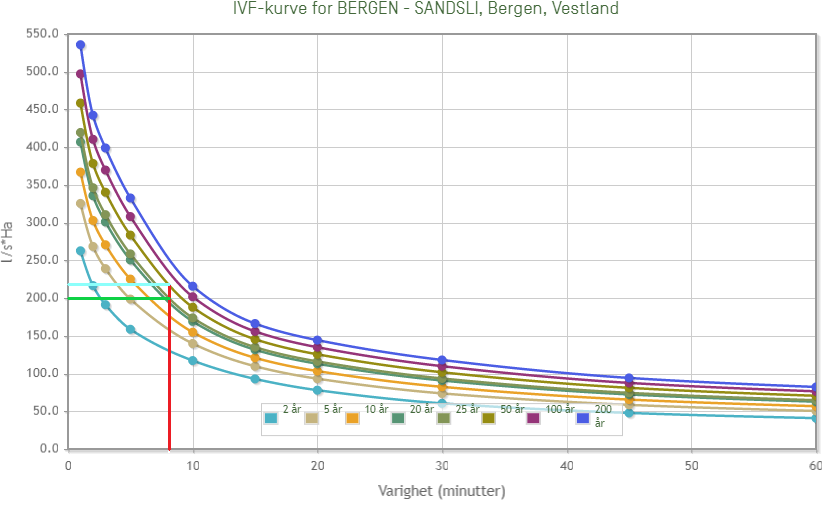 IVF-kurve for BERGEN - SANDSLI, Bergen, Vestland
550.0
500.0
450.0
400.0
350.0
300.0
250.0
200.0
150.0
100.0
50.0
0.0
l/s*Ha
2 år 5 år 10 år 20 år 25 år 50 år 100 år 200
år
0 10 20 30 40 50 60
Varighet (minutter)